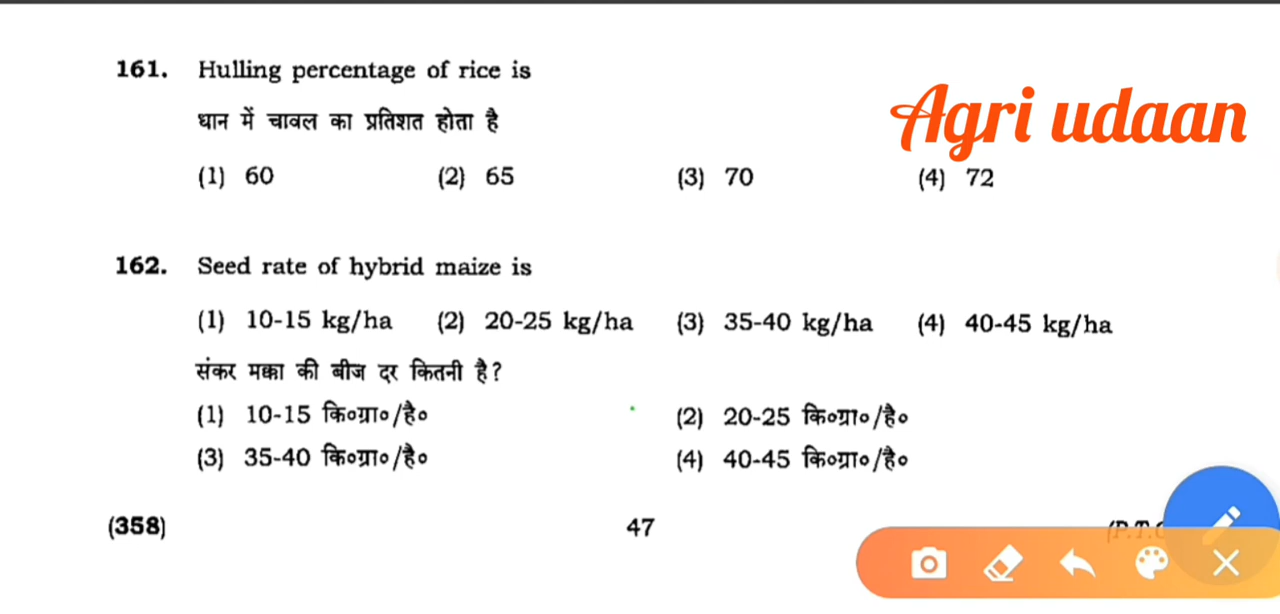 161. Hulling percentage of rice is
Agri udaan
धान में चावल का प्रतिशत होता है
(1) 60 (2) 65 (3) 70 (4) 72
162. Seed rate of hybrid maize is
(1) 10-15 kg/ha (2) 20-25 kg/ha (3) 35-40 kg/ha (4) 40-45 kg/ha
संकर मक्का की बीज दर कितनी है?
(1) 10-15 कि०ग्रा०/है० (2) 20-25 कि०ग्रा०/है०
(3) 35-40 कि०ग्रा०/है० (4) 40-45 कि०ग्रा०/है०
(358) 47 (P.T.